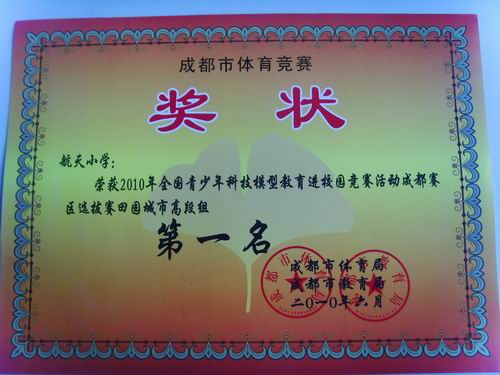 成都市体育竞赛
奖状
航天小学：
荣获2010年全国青少年科技模型教育进校园竞赛活动成都赛
区选拔赛田园城市高段组
第一名
成都市体育局
成都市教育局
二〇一〇年六月